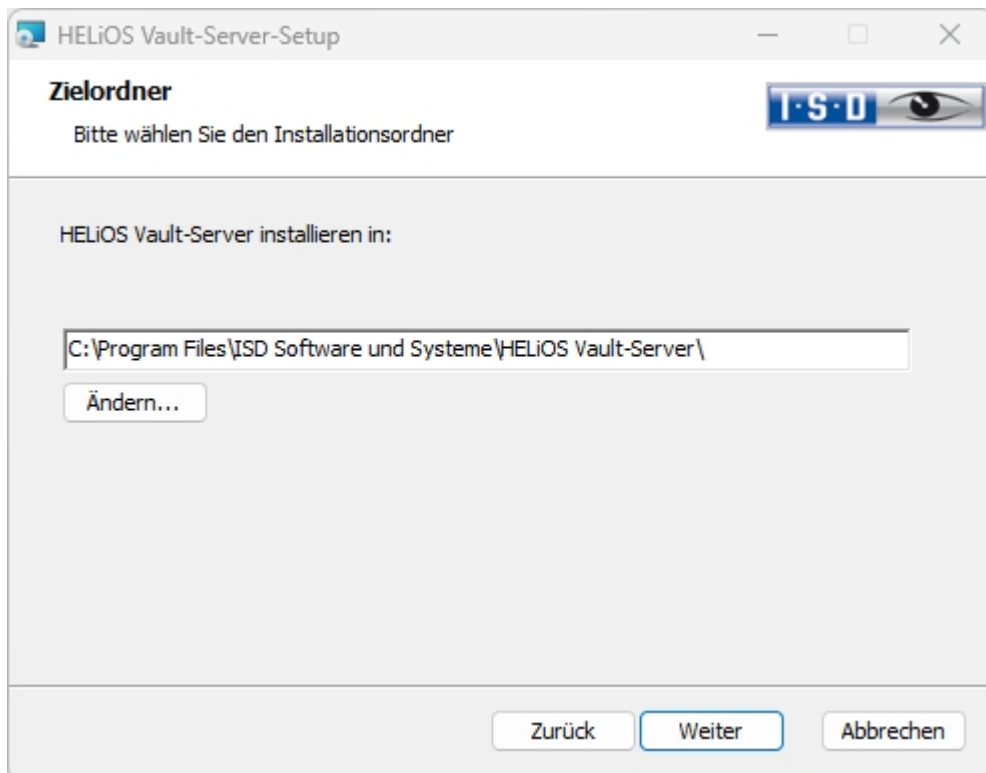 HELiOS Vault-Server-Setup
Zielordner
Bitte wählen Sie den Installationsordner
I·S·D
HELiOS Vault-Server installieren in:
C:\Program Files\ISD Software und Systeme\HELiOS Vault-Server\
Ändern...
Zurück Weiter Abbrechen